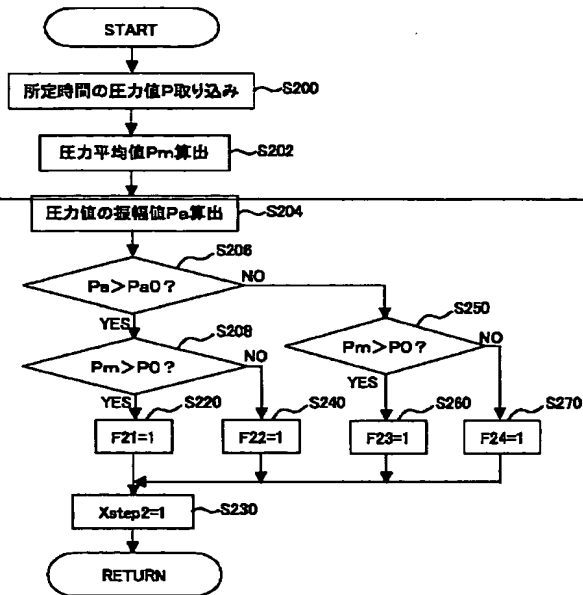 START
所定時間の圧力値P取り込み S200
圧力平均値Pm算出 S202
圧力値の振幅値Pa算出 S204
S206
Pa>Pa0? NO
YES S208 S250
Pm>P0? NO Pm>P0? NO
YES S220 S240 YES S260 S270
F21=1 F22=1 F23=1 F24=1
Xstep2=1 S230
RETURN